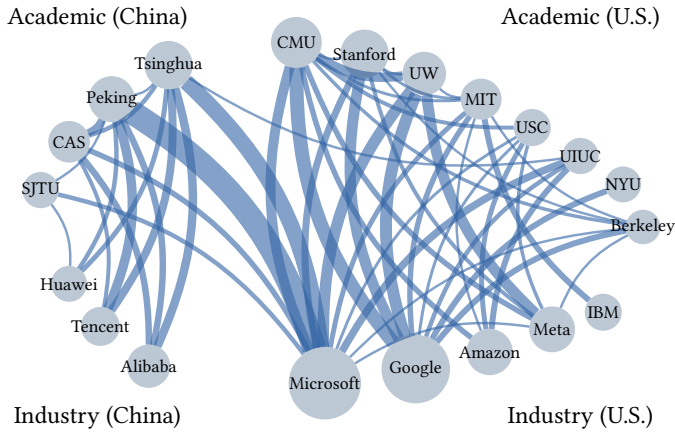 Academic (China)
Academic (U.S.)
CMU
Stanford
Tsinghua
UW
Peking
MIT
USC
CAS
UIUC
SJTU
NYU
Berkeley
Huawei
IBM
Tencent
Meta
Amazon
Alibaba
Google
Microsoft
Industry (China)
Industry (U.S.)